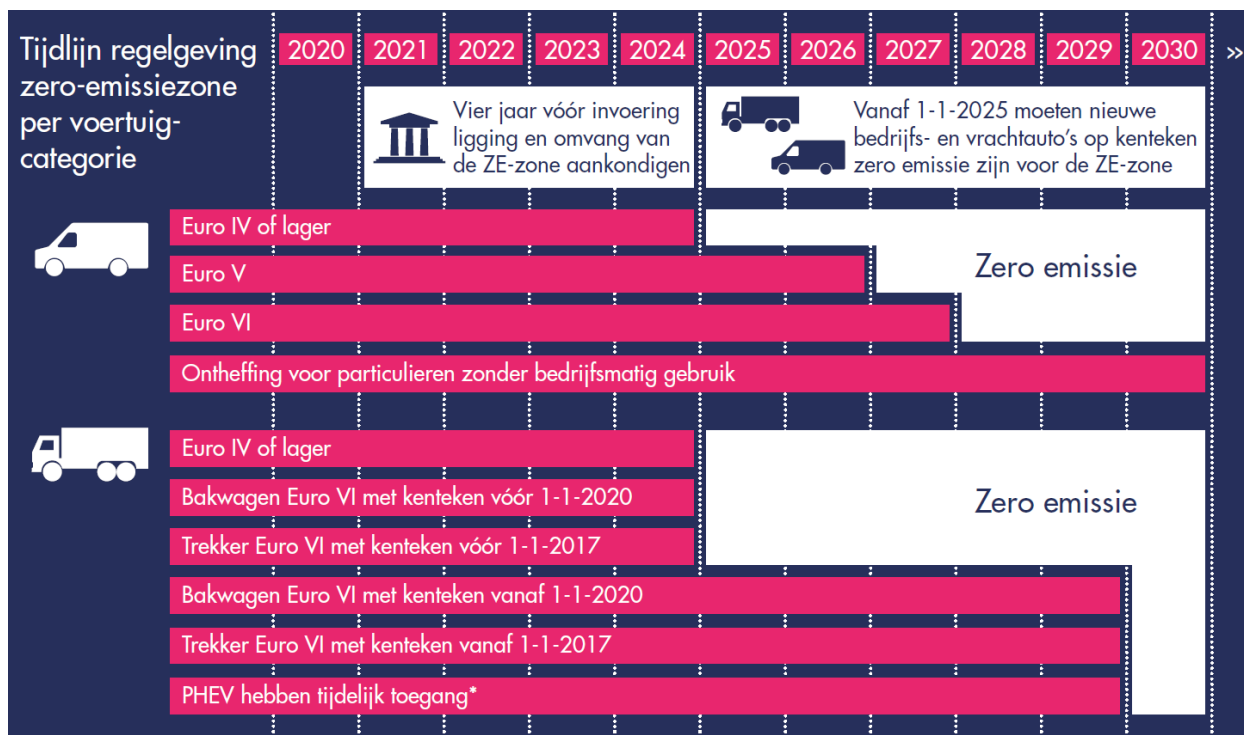 Tijdlijn regelgeving
zero-emissiezone
per voertuig-
categorie
2020 2021 2022 2023 2024 2025 2026 2027 2028 2029 2030 »
Vier jaar vóór invoering
ligging en omvang van
de ZE-zone aankondigen
Vanaf 1-1-2025 moeten nieuwe
bedrijfs- en vrachtauto's op kenteken
zero emissie zijn voor de ZE-zone
Euro IV of lager
Euro V
Zero emissie
Euro VI
Ontheffing voor particulieren zonder bedrijfsmatig gebruik
Euro IV of lager
Bakwagen Euro VI met kenteken vóór 1-1-2020
Zero emissie
Trekker Euro VI met kenteken vóór 1-1-2017
Bakwagen Euro VI met kenteken vanaf 1-1-2020
Trekker Euro VI met kenteken vanaf 1-1-2017
PHEV hebben tijdelijk toegang*